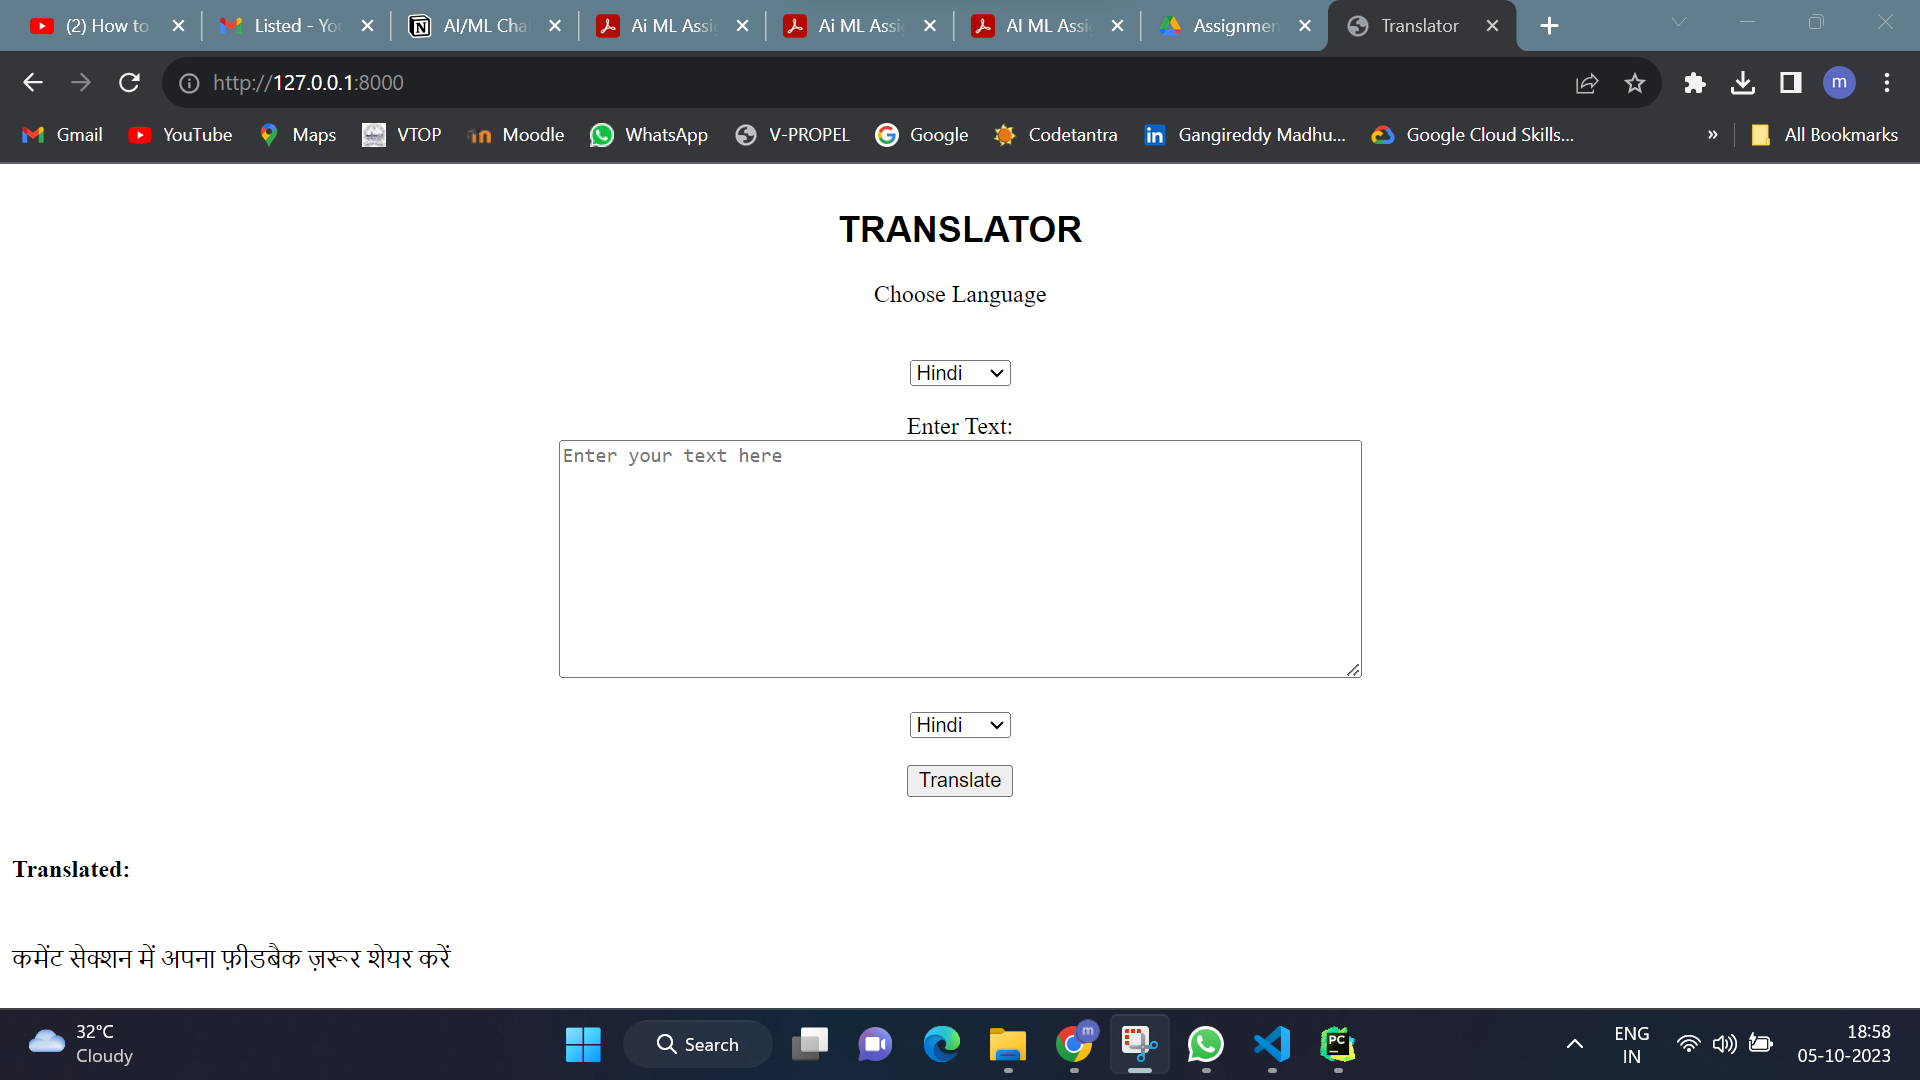 (2) How to
Listed - Yo
AI/ML Cha
Ai ML Assi
Ai ML Assi
AI ML Assi
Assignmen
Translator
http://127.0.0.1:8000
m
Gmail
YouTube
Maps
VTOP
Moodle
WhatsApp
V-PROPEL
Google
Codetantra
Gangireddy Madhu...
Google Cloud Skills...
»
All Bookmarks
TRANSLATOR
Choose Language
Hindi
Enter Text:
Enter your text here
Hindi
Translate
Translated:
कमेंट सेक्शन में अपना फ़ीडबैक ज़रूर शेयर करें
32°C
Cloudy
Search
m
PC
ENG
IN
18:58
05-10-2023